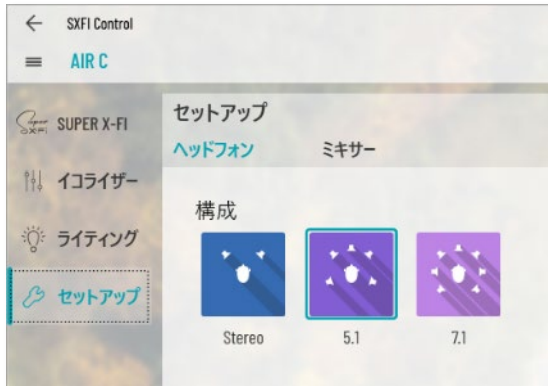 SXFI Control
AIR C
Super
SXFI
SUPER X-FI
イコライザー
ライティング
セットアップ
セットアップ
ヘッドフォン ミキサー
構成
Stereo 5.1 7.1